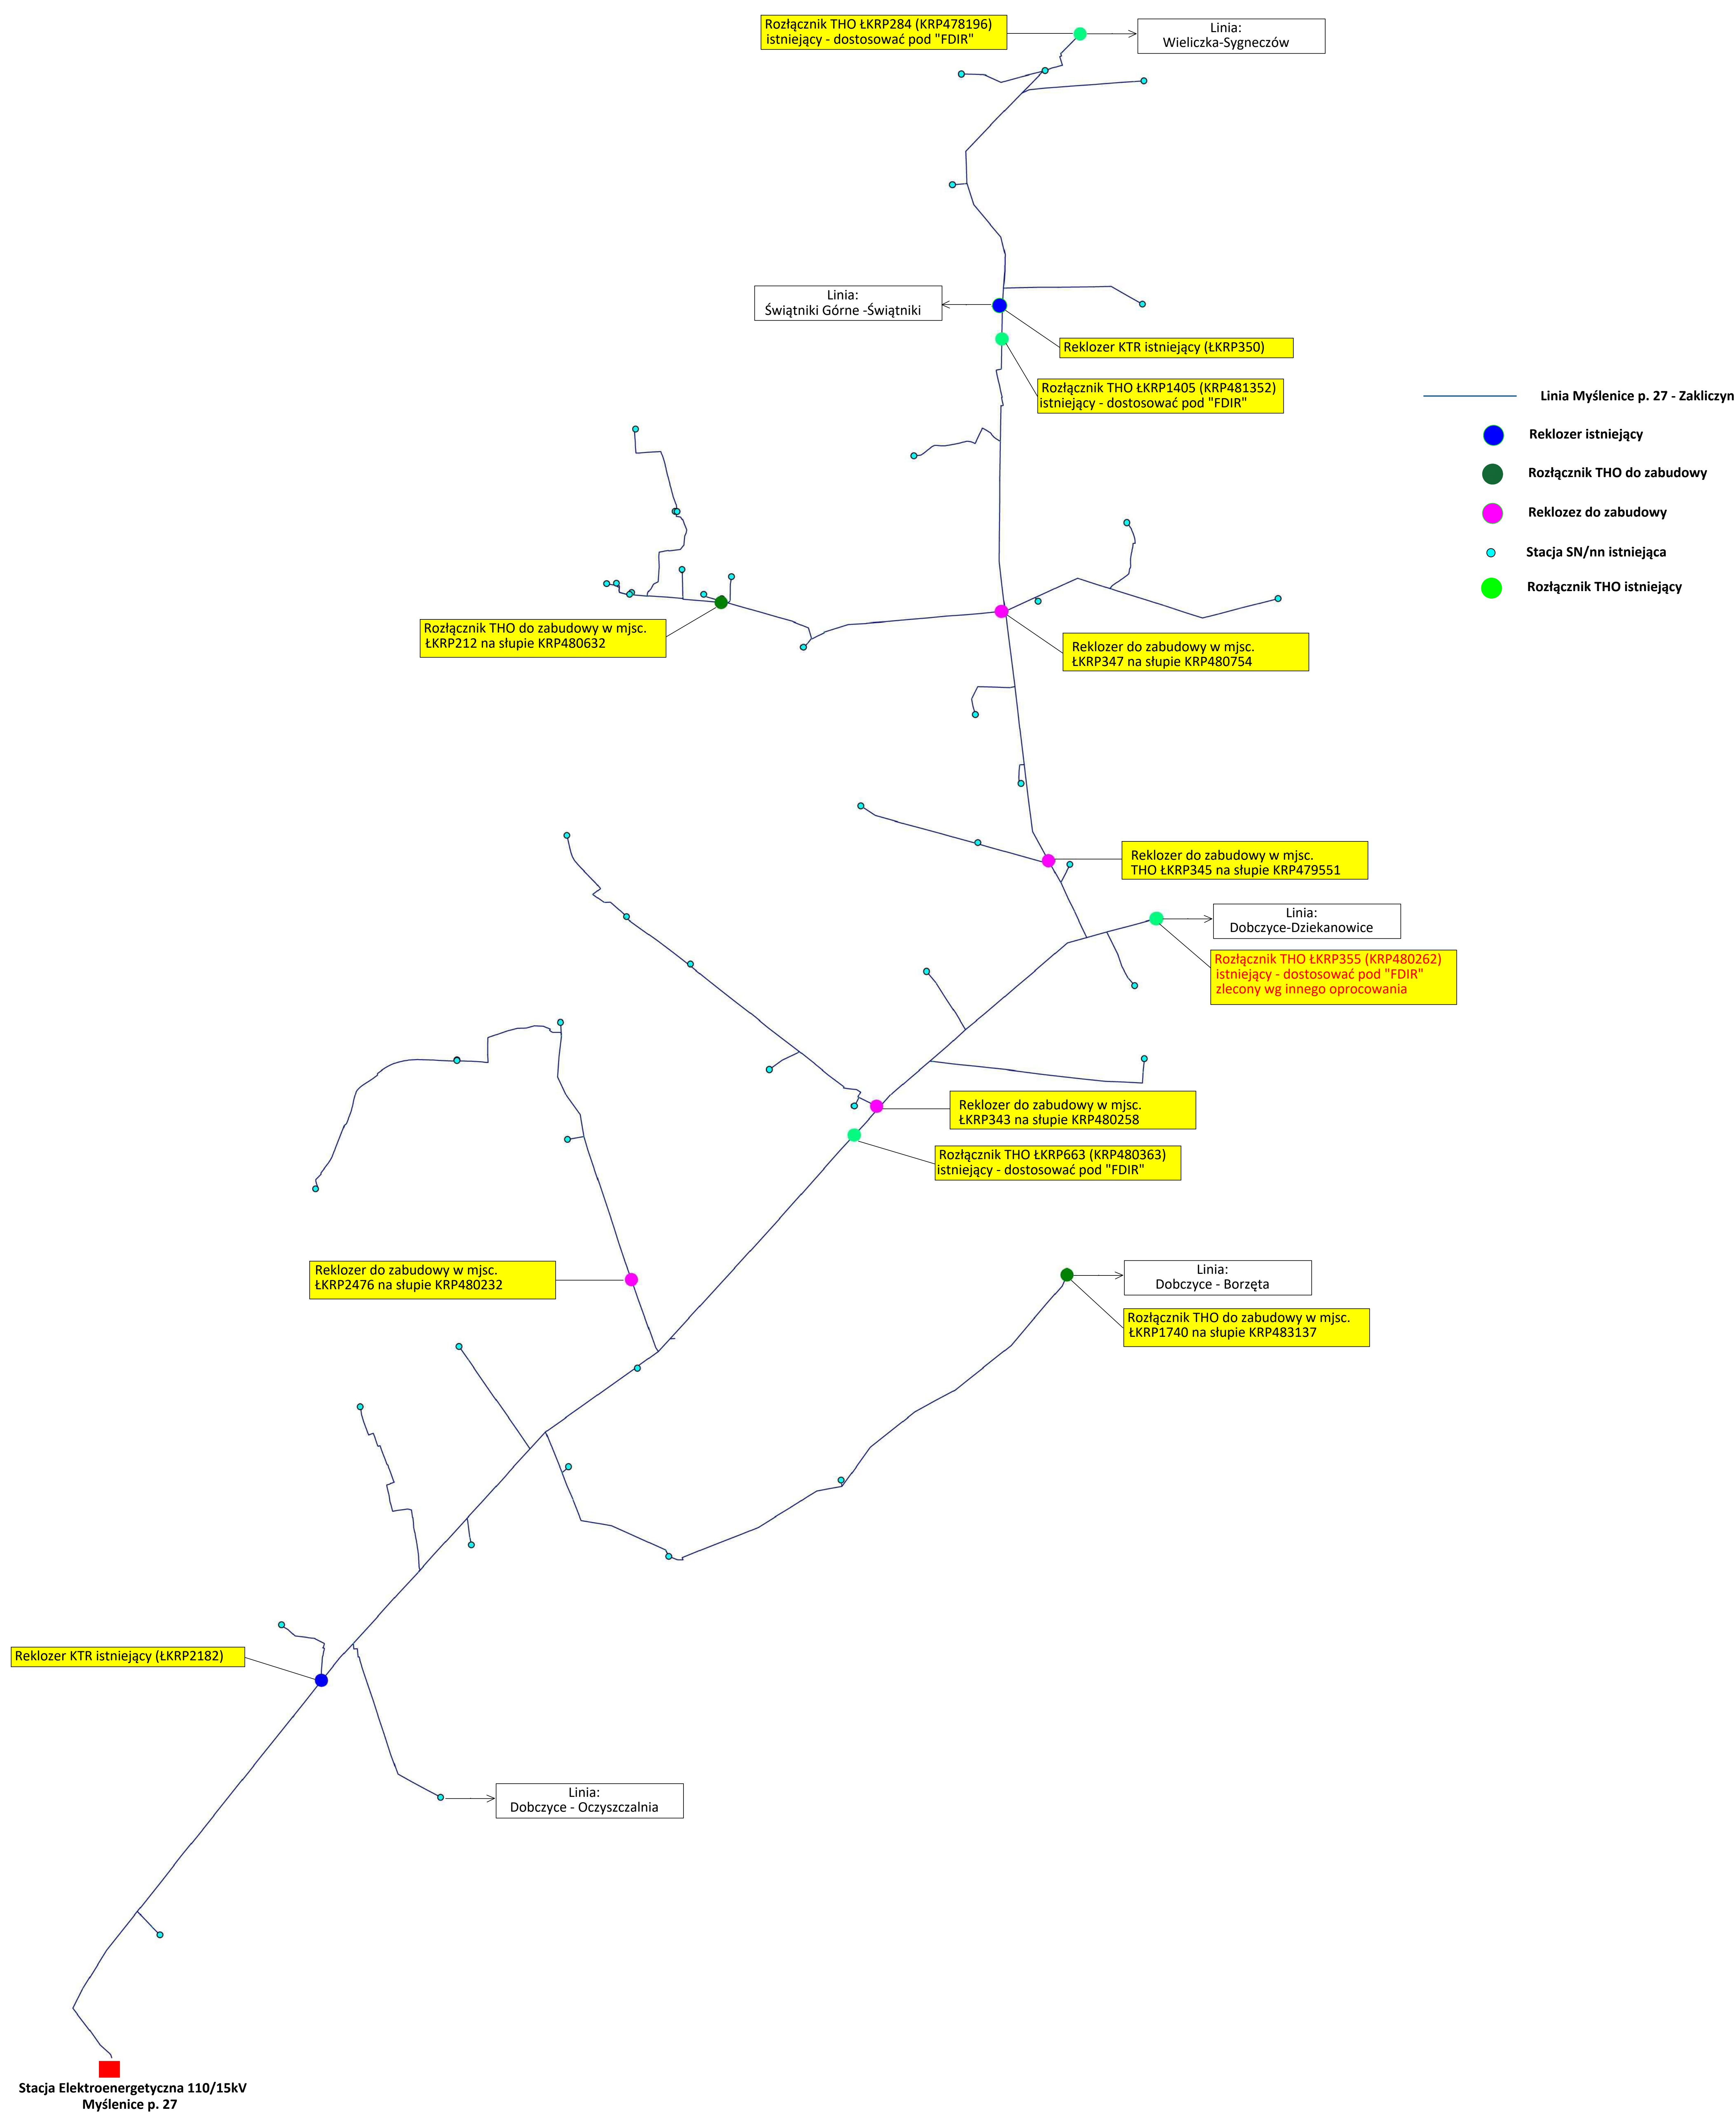 Rozłącznik THO ŁKRP284 (KRP478196)
istniejący - dostosować pod "FDIR"
Linia:
Wieliczka-Sygneczów
Linia:
Świątniki Górne -Świątniki
Reklozer KTR istniejący (ŁKRP350)
Rozłącznik THO ŁKRP1405 (KRP481352)
istniejący - dostosować pod "FDIR"
Linia Myślenice p. 27 - Zakliczyn
Reklozer istniejący
Rozłącznik THO do zabudowy
Reklozez do zabudowy
Stacja SN/nn istniejąca
Rozłącznik THO istniejący
Rozłącznik THO do zabudowy w mjsc.
ŁKRP212 na słupie KRP480632
Reklozer do zabudowy w mjsc.
ŁKRP347 na słupie KRP480754
Reklozer do zabudowy w mjsc.
THO ŁKRP345 na słupie KRP479551
Linia:
Dobczyce-Dziekanowice
Rozłącznik THO ŁKRP355 (KRP480262)
istniejący - dostosować pod "FDIR"
zlecony wg innego oprocowania
Reklozer do zabudowy w mjsc.
ŁKRP343 na słupie KRP480258
Rozłącznik THO ŁKRP663 (KRP480363)
istniejący - dostosować pod "FDIR"
Reklozer do zabudowy w mjsc.
ŁKRP2476 na słupie KRP480232
Linia:
Dobczyce - Borzęta
Rozłącznik THO do zabudowy w mjsc.
ŁKRP1740 na słupie KRP483137
Reklozer KTR istniejący (ŁKRP2182)
Linia:
Dobczyce - Oczyszczalnia
Stacja Elektroenergetyczna 110/15kV
Myślenice p. 27